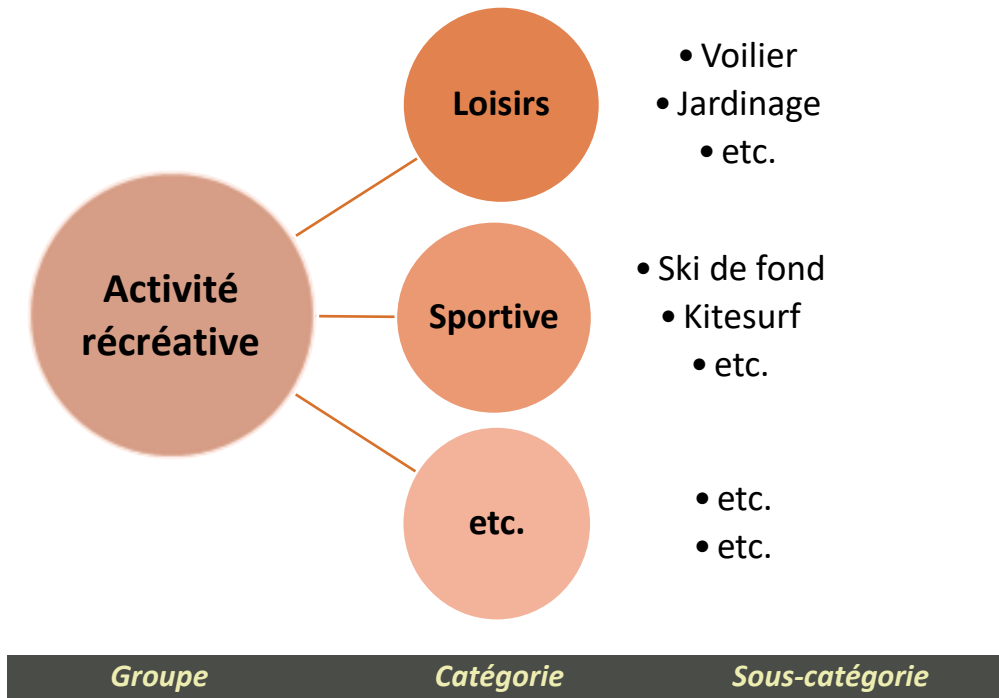 Activité
récréative
Loisirs
• Voilier
• Jardinage
• etc.
Sportive
• Ski de fond
• Kitesurf
• etc.
etc.
• etc.
• etc.
Groupe
Catégorie
Sous-catégorie